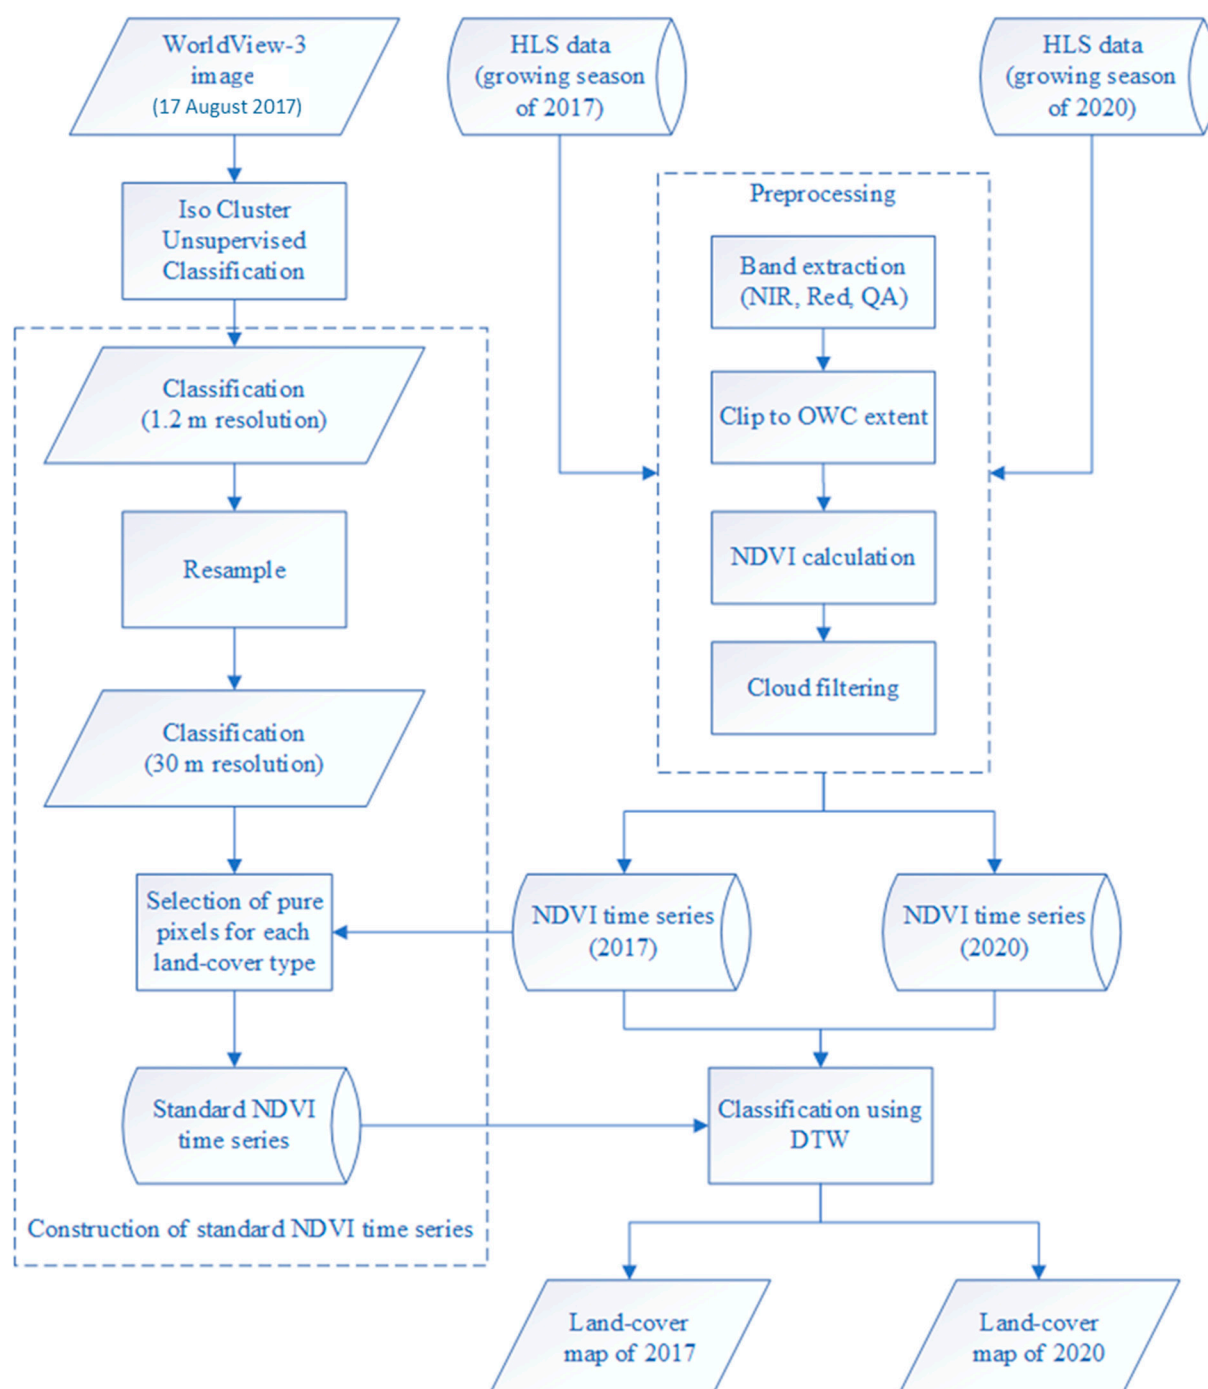 WorldView-3
image
(17 August 2017)
HLS data
(growing season
of 2017)
HLS data
(growing season
of 2020)
Iso Cluster
Unsupervised
Classification
Preprocessing
Band extraction
(NIR, Red, QA)
Clip to OWC extent
NDVI calculation
Cloud filtering
Classification
(1.2 m resolution)
Resample
Classification
(30 m resolution)
Selection of pure
pixels for each
land-cover type
NDVI time series
(2017)
NDVI time series
(2020)
Standard NDVI
time series
Classification using
DTW
Construction of standard NDVI time series
Land-cover
map of 2017
Land-cover
map of 2020